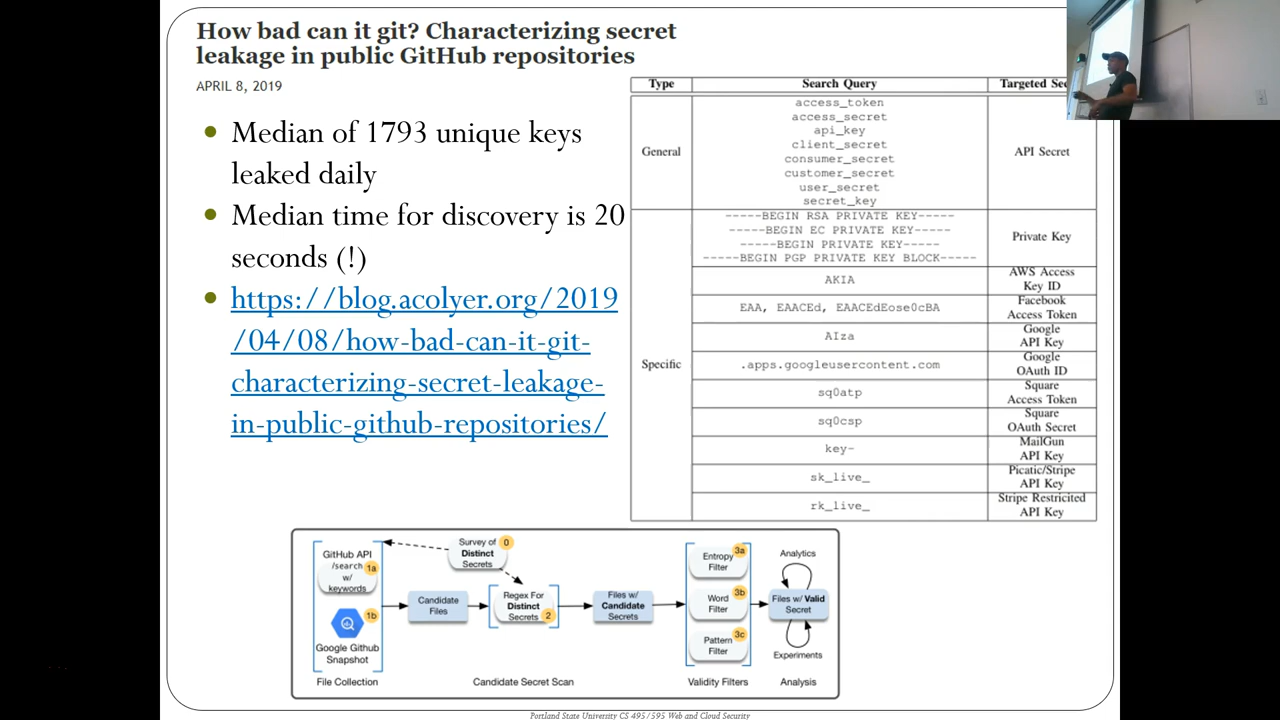 How bad can it git? Characterizing secret
leakage in public GitHub repositories
APRIL 8, 2019
• Median of 1793 unique keys
leaked daily
• Median time for discovery is 20
seconds (!)
• https://blog.acolyer.org/2019
/04/08/how-bad-can-it-git-
characterizing-secret-leakage-
in-public-github-repositories/
Type Search Query Targeted Sec
General
access_token
access_secret
api_key
client_secret
consumer_secret
customer_secret
user_secret
secret_key
API Secret
Specific
-----BEGIN RSA PRIVATE KEY-----
-----BEGIN EC PRIVATE KEY-----
-----BEGIN PRIVATE KEY-----
-----BEGIN PGP PRIVATE KEY BLOCK-----
Private Key
AKIA
AWS Access
Key ID
EAA, EAACEd, EAACEdEose0cBA
Facebook
Access Token
AIza
Google
API Key
.apps.googleusercontent.com
Google
OAuth ID
sq0atp
Square
Access Token
sq0csp
Square
OAuth Secret
key-
MailGun
API Key
sk_live_
Picatic/Stripe
API Key
rk_live_
Stripe Restricited
API Key
GitHub API
/search
w/
keywords
1a
1b
Google Github
Snapshot
File Collection
Survey of
Distinct
Secrets
0
Candidate
Files
Regex For
Distinct
Secrets
2
Files w/
Candidate
Secrets
Candidate Secret Scan
Entropy
Filter
3a
Word
Filter
3b
Pattern
Filter
3c
Validity Filters
Analytics
Files w/ Valid
Secret
Experiments
Analysis
Portland State University CS 495/595 Web and Cloud Security